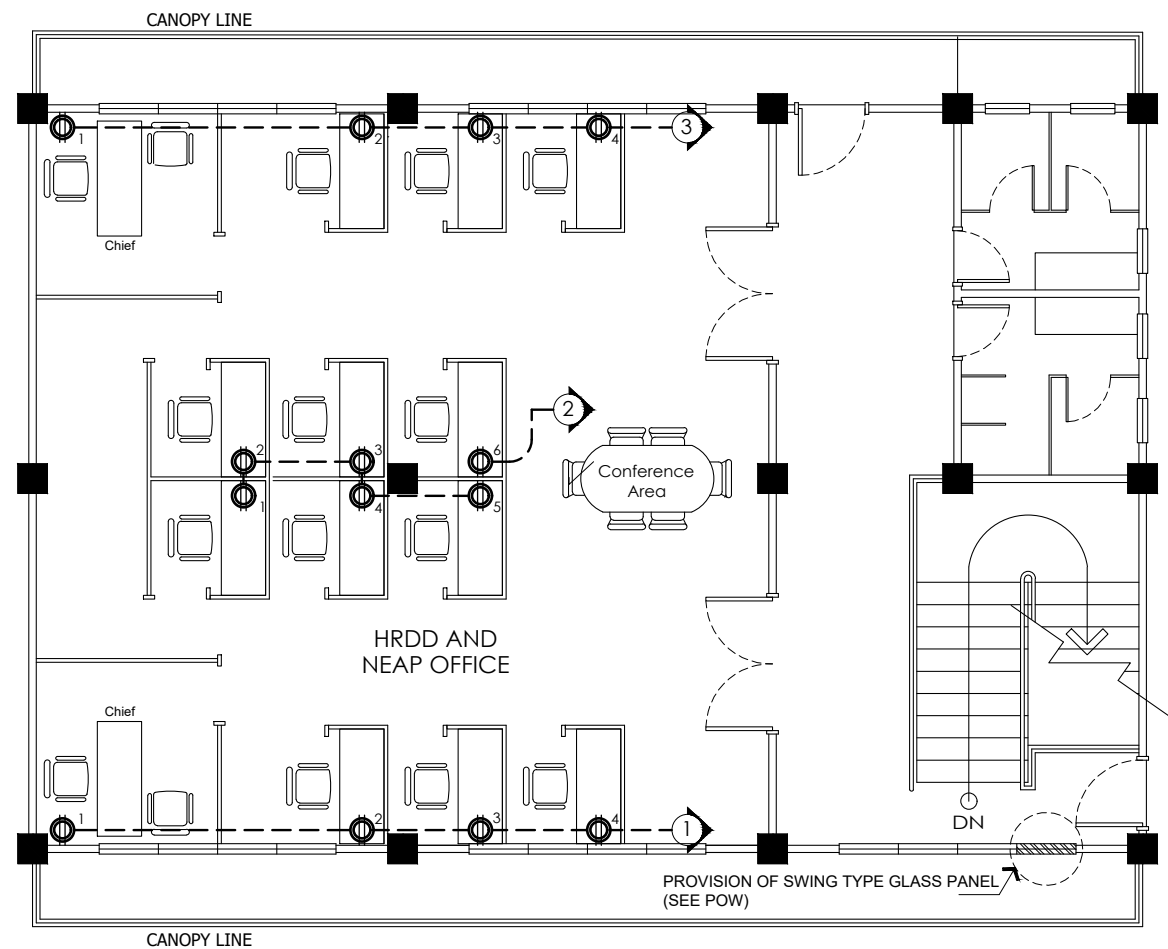 CANOPY LINE
1
2
3
4
3
Chief
2
3
6
2
1
4
5
Conference
Area
HRDD AND
NEAP OFFICE
Chief
1
2
3
4
1
DN
PROVISION OF SWING TYPE GLASS PANEL
(SEE POW)
CANOPY LINE